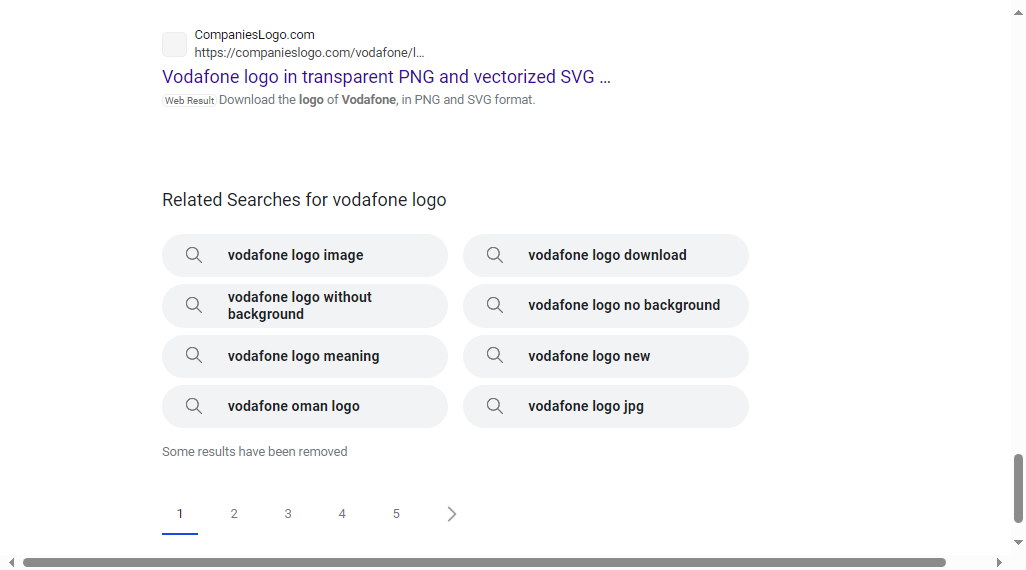 CompaniesLogo.com
https://companieslogo.com/vodafone/l...
Vodafone logo in transparent PNG and vectorized SVG ...
Web Result Download the logo of Vodafone, in PNG and SVG format.
Related Searches for vodafone logo
vodafone logo image
vodafone logo download
vodafone logo without
background
vodafone logo no background
vodafone logo meaning
vodafone logo new
vodafone oman logo
vodafone logo jpg
Some results have been removed
1 2 3 4 5